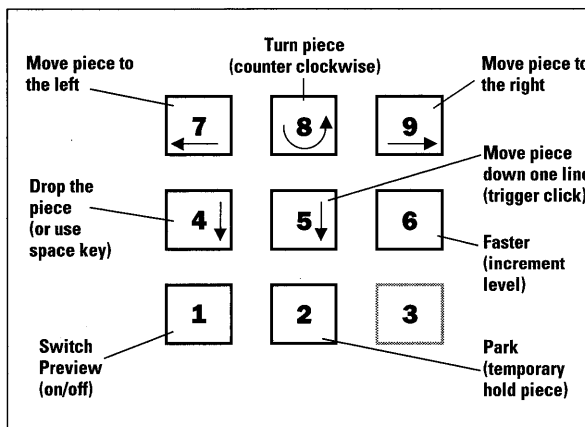 Move piece to
the left
Turn piece
(counter clockwise)
Move piece to
the right
7
8
9
Drop the
piece
(or use
space key)
4
5
6
Move piece
down one line
(trigger click)
Faster
(increment
level)
1
2
3
Switch
Preview
(on/off)
Park
(temporary
hold piece)